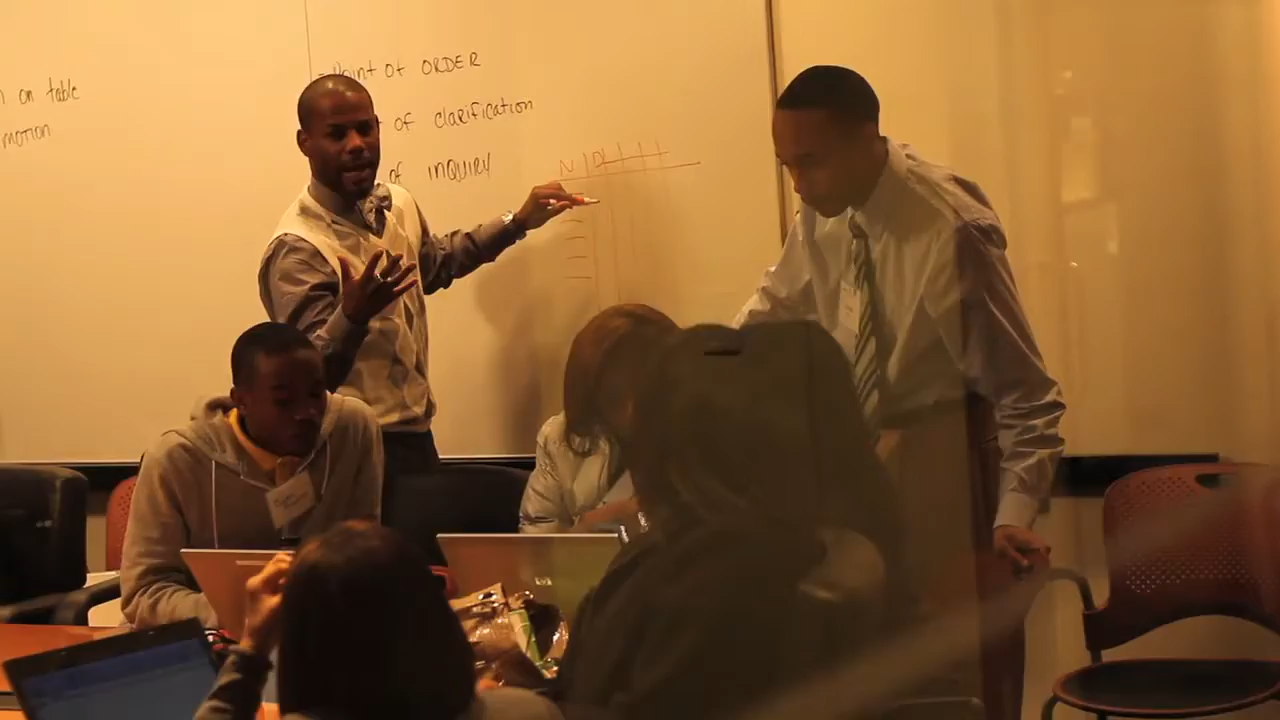 n on table
motion
- Point of ORDER
of clarification
of INQUIRY